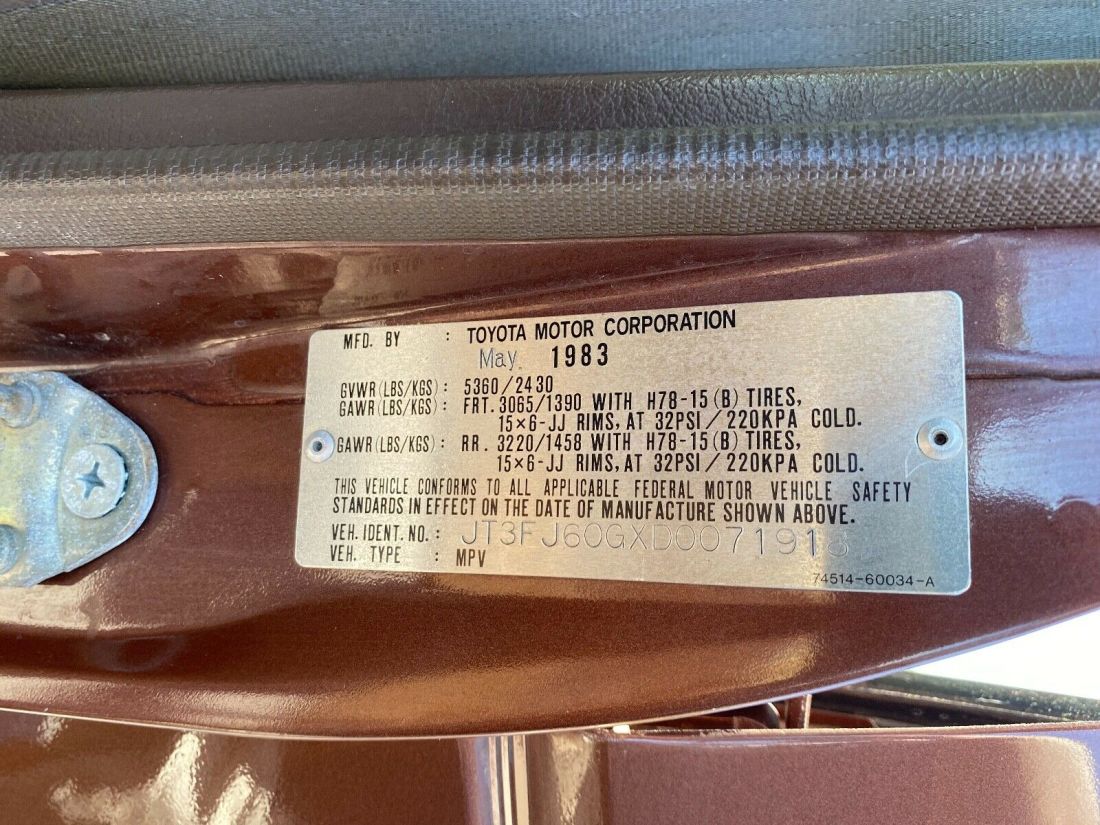 MFD. BY : TOYOTA MOTOR CORPORATION
May. 1983
GVWR(LBS/KGS): 5360/2430
GAWR(LBS/KGS): FRT. 3065/1390 WITH H78-15(B) TIRES,
15×6-JJ RIMS, AT 32PSI/220KPA COLD.
GAWR(LBS/KGS): RR. 3220/1458 WITH H78-15(B) TIRES,
15×6-JJ RIMS, AT 32PSI/220KPA COLD.
THIS VEHICLE CONFORMS TO ALL APPLICABLE FEDERAL MOTOR VEHICLE SAFETY
STANDARDS IN EFFECT ON THE DATE OF MANUFACTURE SHOWN ABOVE.
VEH. IDENT. NO.: JT3FJ60GXD0071918
VEH. TYPE : MPV
74514-60034-A